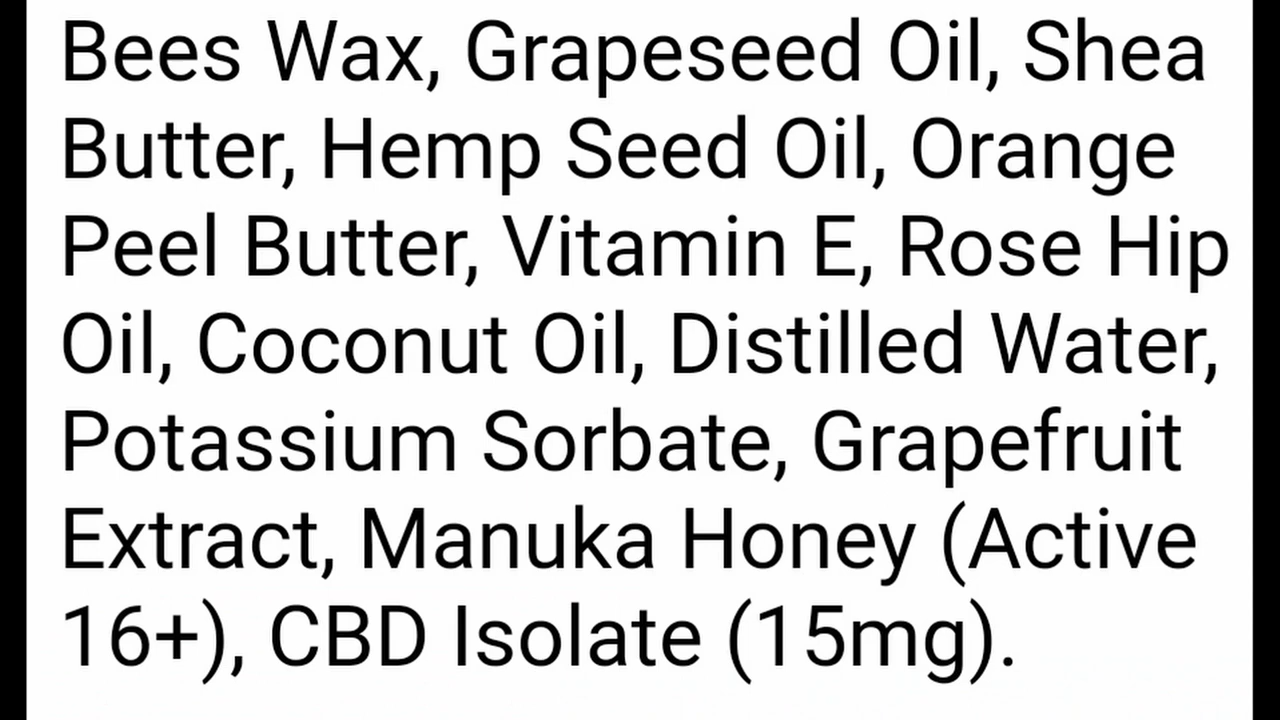 Bees Wax, Grapeseed Oil, Shea
Butter, Hemp Seed Oil, Orange
Peel Butter, Vitamin E, Rose Hip
Oil, Coconut Oil, Distilled Water,
Potassium Sorbate, Grapefruit
Extract, Manuka Honey (Active
16+), CBD Isolate (15mg).